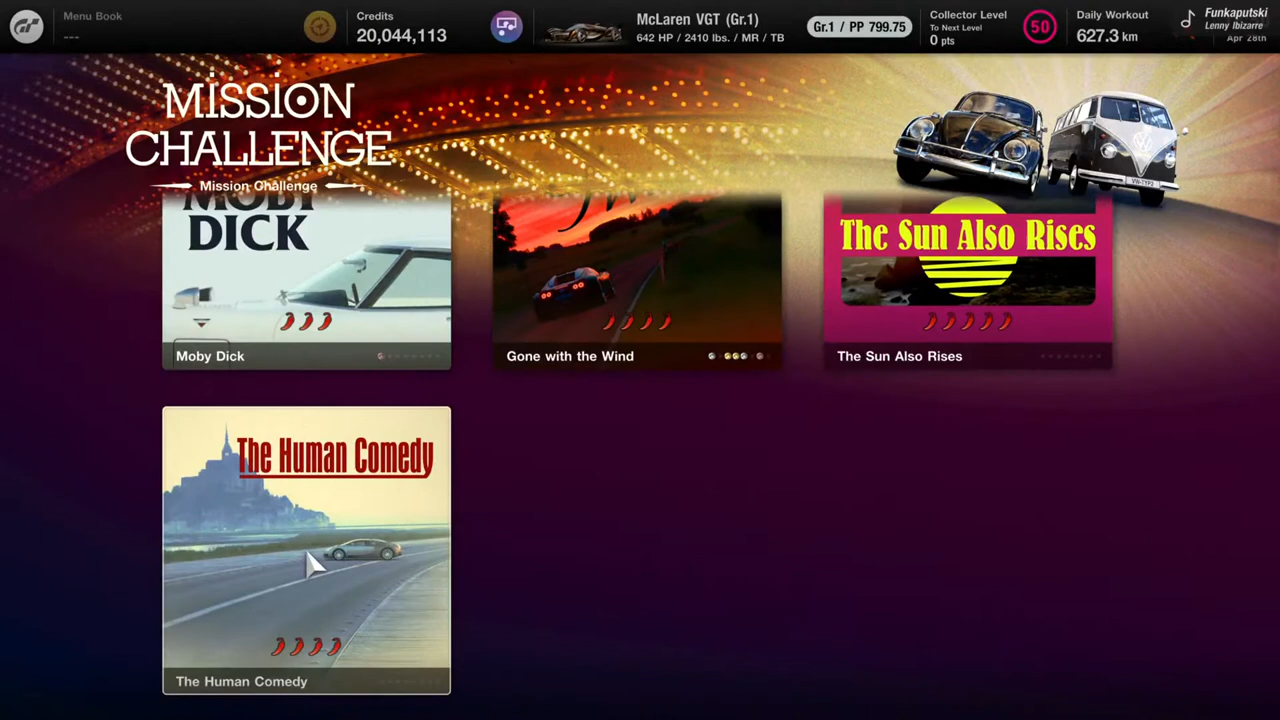 Menu Book
---
Credits
20,044,113
McLaren VGT (Gr.1)
642 HP / 2410 lbs. / MR / TB
Gr.1 / PP 799.75
Collector Level
To Next Level
0 pts
50
Daily Workout
627.3 km
Funkaputski
Lenny Ibizarre
Apr 28th
MiSSiON
CHALLENGE
Mission Challenge
MOBY
DICK
The Sun Also Rises
Moby Dick
Gone with the Wind
The Sun Also Rises
The Human Comedy
The Human Comedy